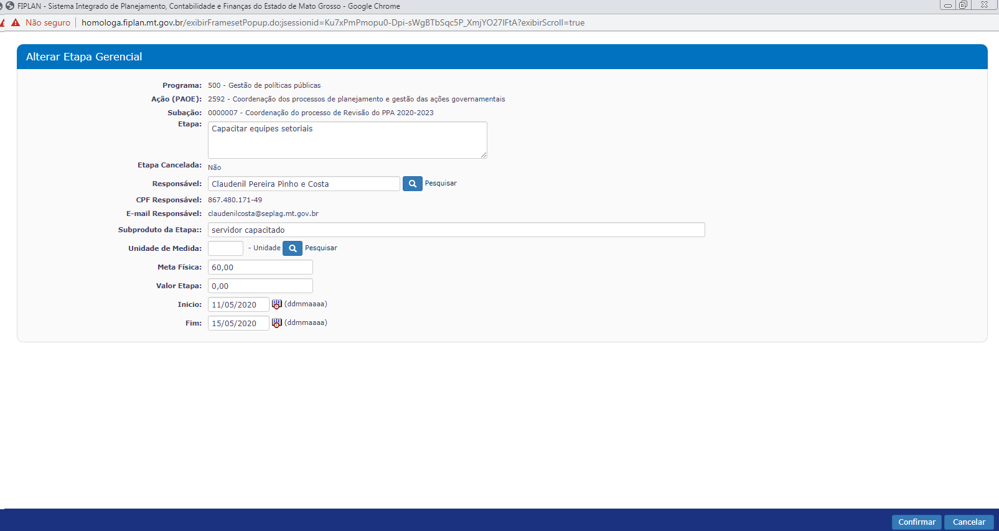 FIPLAN - Sistema Integrado de Planejamento, Contabilidade e Finanças do Estado de Mato Grosso - Google Chrome
Não seguro | homologa.fiplan.mt.gov.br/exibirFramesetPopup.do;jsessionid=Ku7xPmPmopu0-Dpi-sWgBTbSqc5P_XmjYO27IFtA?exibirScroll=true
Alterar Etapa Gerencial
Programa: 500 - Gestão de políticas públicas
Ação (PAOE): 2592 - Coordenação dos processos de planejamento e gestão das ações governamentais
Subação: 0000007 - Coordenação do processo de Revisão do PPA 2020-2023
Etapa: Capacitar equipes setoriais
Etapa Cancelada: Não
Responsável: Claudenil Pereira Pinho e Costa Pesquisar
CPF Responsável: 867.480.171-49
E-mail Responsável: claudenilcosta@seplag.mt.gov.br
Subproduto da Etapa:: servidor capacitado
Unidade de Medida: - Unidade Pesquisar
Meta Física: 60,00
Valor Etapa: 0,00
Inicio: 11/05/2020 (ddmmaaaa)
Fim: 15/05/2020 (ddmmaaaa)
Confirmar Cancelar